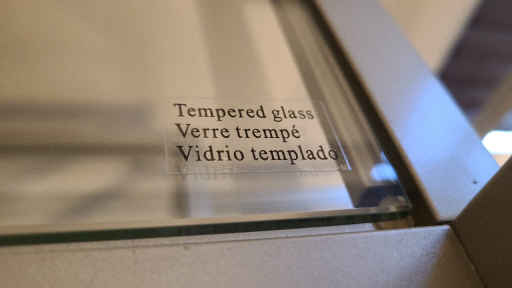 Tempered glass
Verre trempé
Vidrio templado